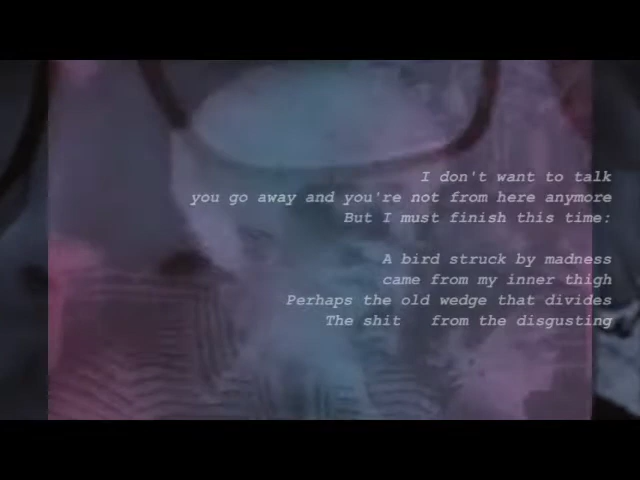 I don't want to talk
you go away and you're not from here anymore
But I must finish this time:
A bird struck by madness
came from my inner thigh
Perhaps the old wedge that divides
The shit from the disgusting